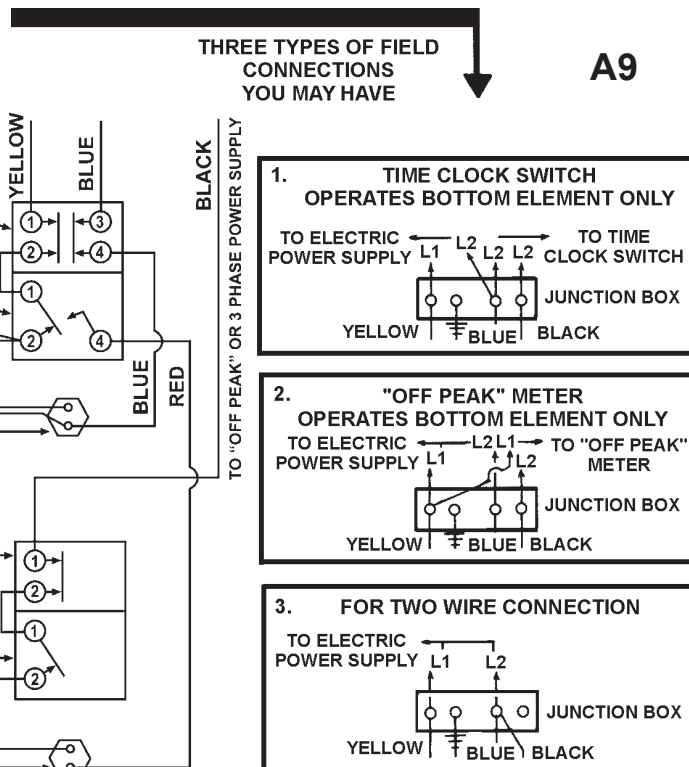 THREE TYPES OF FIELD
CONNECTIONS
YOU MAY HAVE
A9
YELLOW
BLUE
BLACK
TO "OFF PEAK" OR 3 PHASE POWER SUPPLY
1
3
2
4
1
2
4
BLUE
RED
1
2
1
2
1. TIME CLOCK SWITCH
OPERATES BOTTOM ELEMENT ONLY
TO ELECTRIC L2 TO TIME
POWER SUPPLY L1 L2 L2 CLOCK SWITCH
JUNCTION BOX
YELLOW BLUE BLACK
2. "OFF PEAK" METER
OPERATES BOTTOM ELEMENT ONLY
TO ELECTRIC L2 L1 TO "OFF PEAK"
POWER SUPPLY L1 L2 METER
JUNCTION BOX
YELLOW BLUE BLACK
3. FOR TWO WIRE CONNECTION
TO ELECTRIC
POWER SUPPLY L1 L2
JUNCTION BOX
YELLOW BLUE BLACK